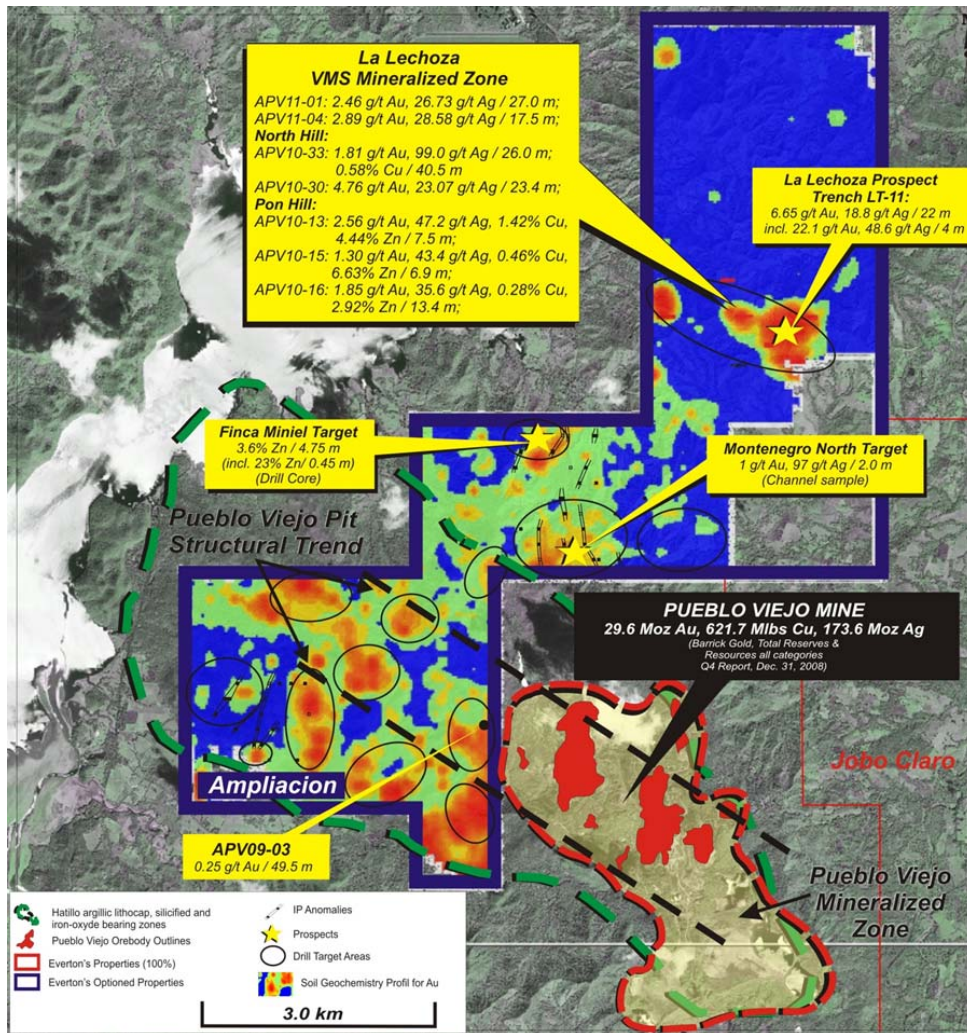 La Lechoza
VMS Mineralized Zone
APV11-01: 2.46 g/t Au, 26.73 g/t Ag / 27.0 m;
APV11-04: 2.89 g/t Au, 28.58 g/t Ag / 17.5 m;
North Hill:
APV10-33: 1.81 g/t Au, 99.0 g/t Ag / 26.0 m;
0.58% Cu / 40.5 m
APV10-30: 4.76 g/t Au, 23.07 g/t Ag / 23.4 m;
Pon Hill:
APV10-13: 2.56 g/t Au, 47.2 g/t Ag, 1.42% Cu,
4.44% Zn / 7.5 m;
APV10-15: 1.30 g/t Au, 43.4 g/t Ag, 0.46% Cu,
6.63% Zn / 6.9 m;
APV10-16: 1.85 g/t Au, 35.6 g/t Ag, 0.28% Cu,
2.92% Zn / 13.4 m;
La Lechoza Prospect
Trench LT-11:
6.65 g/t Au, 18.8 g/t Ag / 22 m
incl. 22.1 g/t Au, 48.6 g/t Ag / 4 m
Finca Miniel Target
3.6% Zn / 4.75 m
(incl. 23% Zn/ 0.45 m)
(Drill Core)
Montenegro North Target
1 g/t Au, 97 g/t Ag / 2.0 m
(Channel sample)
Pueblo Viejo Pit
Structural Trend
PUEBLO VIEJO MINE
29.6 Moz Au, 621.7 Mlbs Cu, 173.6 Moz Ag
(Barrick Gold, Total Reserves &
Resources all categories
Q4 Report, Dec. 31, 2008)
Jobo Claro
Ampliacion
APV09-03
0.25 g/t Au / 49.5 m
Pueblo Viejo
Mineralized
Zone
Hatillo argillic lithocap, silicified and
iron-oxyde bearing zones
Pueblo Viejo Orebody Outlines
Everton's Properties (100%)
Everton's Optioned Properties
IP Anomalies
Prospects
Drill Target Areas
Soil Geochemistry Profil for Au
3.0 km